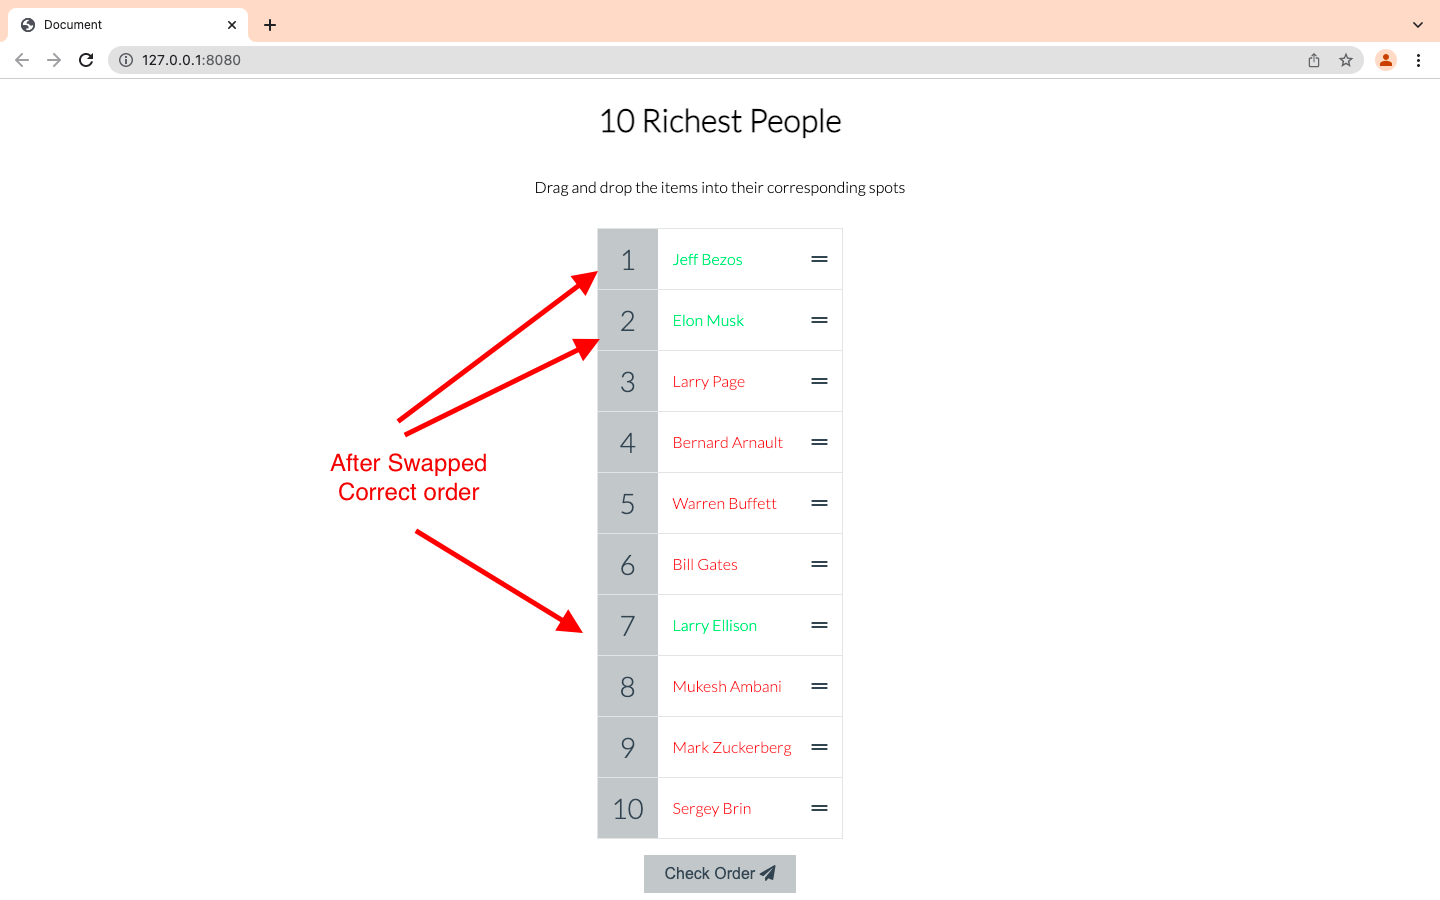 Document
127.0.0.1:8080
10 Richest People
Drag and drop the items into their corresponding spots
1 Jeff Bezos
2 Elon Musk
3 Larry Page
4 Bernard Arnault
5 Warren Buffett
6 Bill Gates
7 Larry Ellison
8 Mukesh Ambani
9 Mark Zuckerberg
10 Sergey Brin
After Swapped
Correct order
Check Order